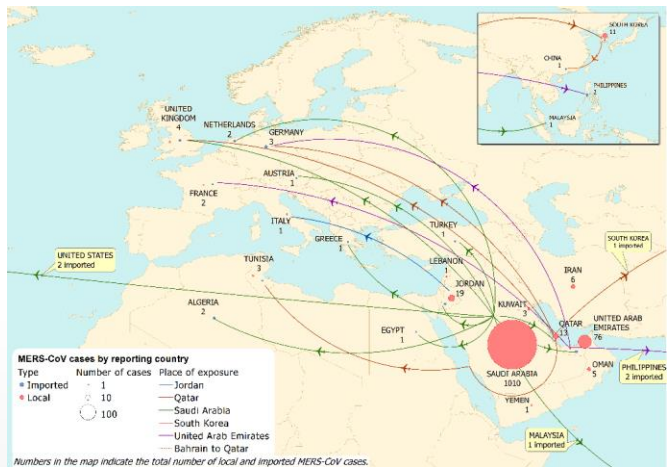 SOUTH KOREA
11
CHINA
1
PHILIPPINES
2
MALAYSIA
1
UNITED
KINGDOM
4
NETHERLANDS
2
GERMANY
3
AUSTRIA
1
FRANCE
2
ITALY
1
GREECE
1
TURKEY
1
UNITED STATES
2 imported
TUNISIA
3
LEBANON
1
JORDAN
19
IRAN
6
SOUTH KOREA
1 imported
ALGERIA
2
EGYPT
1
KUWAIT
3
QATAR
13
UNITED ARAB
EMIRATES
76
SAUDI ARABIA
1010
OMAN
5
YEMEN
1
PHILIPPINES
2 imported
MALAYSIA
1 imported
MERS-CoV cases by reporting country
Type
Imported
Local
Number of cases
1
10
100
Place of exposure
Jordan
Qatar
Saudi Arabia
South Korea
United Arab Emirates
Bahrain to Qatar
Numbers in the map indicate the total number of local and imported MERS-CoV cases.